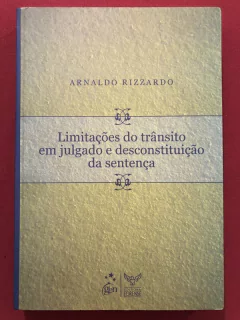 ARNALDO RIZZARDO
Limitações do trânsito
em julgado e desconstituição
da sentença